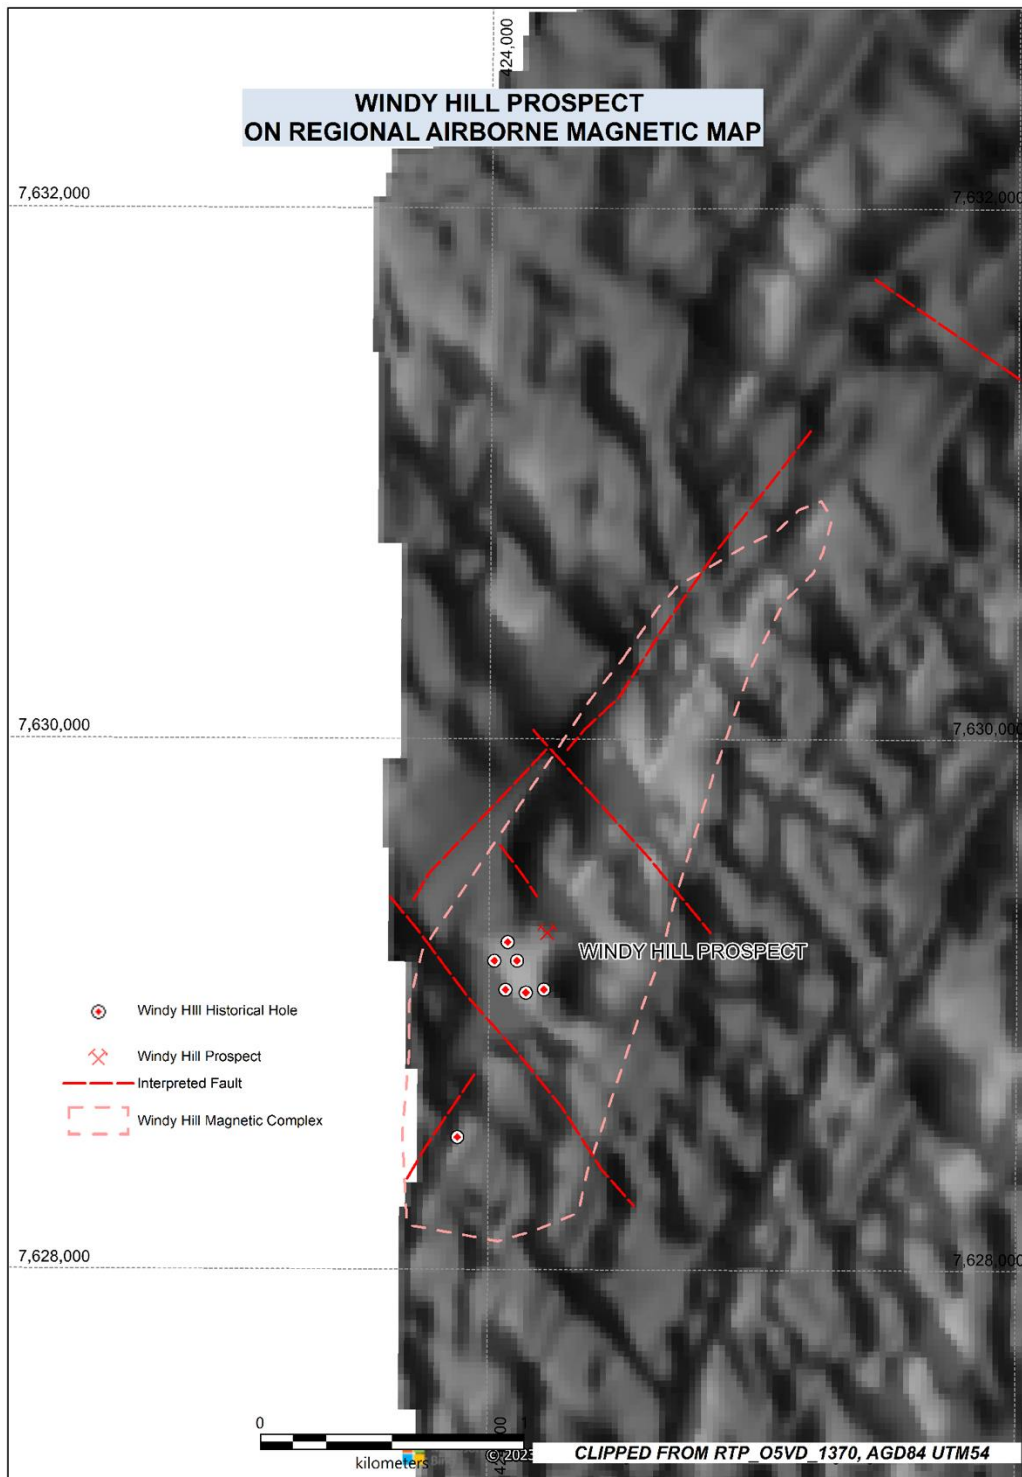 424,000
WINDY HILL PROSPECT
ON REGIONAL AIRBORNE MAGNETIC MAP
7,632,000
7,632,000
7,630,000
7,630,000
WINDY HILL PROSPECT
Windy HIll Historical Hole
Windy Hill Prospect
Interpreted Fault
Windy Hill Magnetic Complex
7,628,000
7,628,000
0
1
kilometers
© 2023
CLIPPED FROM RTP_O5VD_1370, AGD84 UTM54